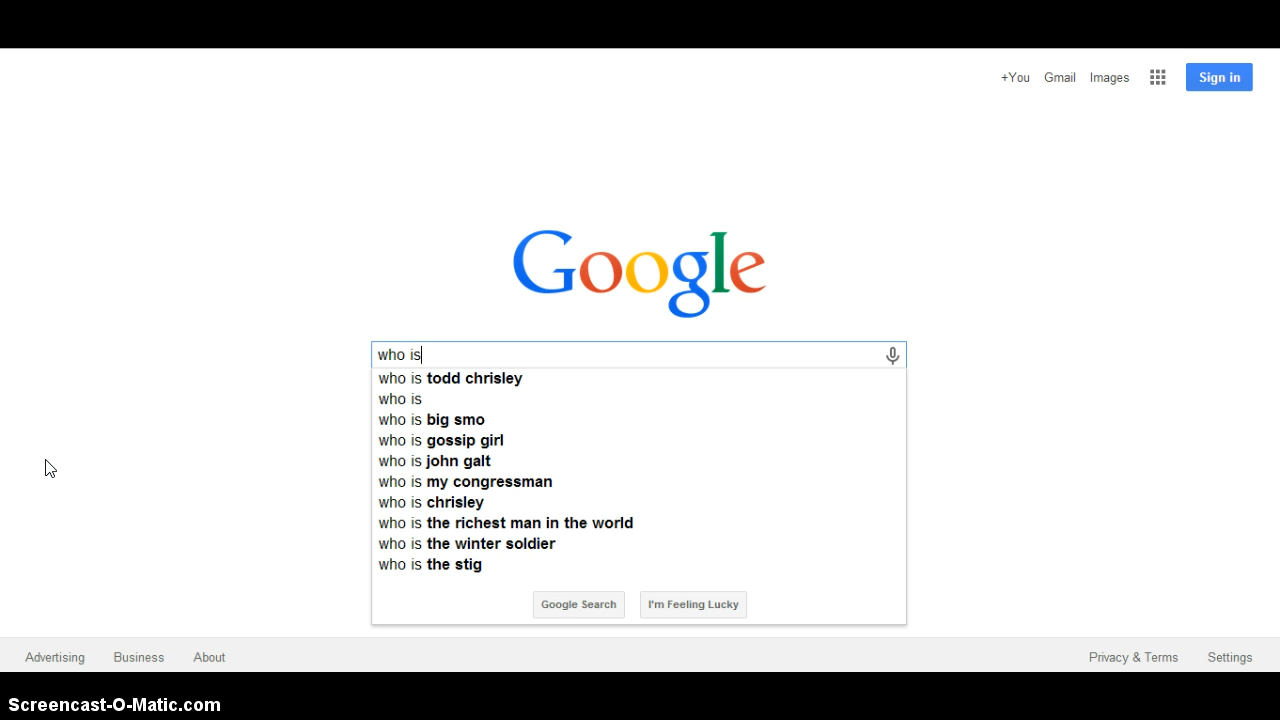 +You Gmail Images Sign in
Google
who is
who is todd chrisley
who is
who is big smo
who is gossip girl
who is john galt
who is my congressman
who is chrisley
who is the richest man in the world
who is the winter soldier
who is the stig
Google Search I'm Feeling Lucky
Advertising Business About Privacy & Terms Settings
Screencast-O-Matic.com